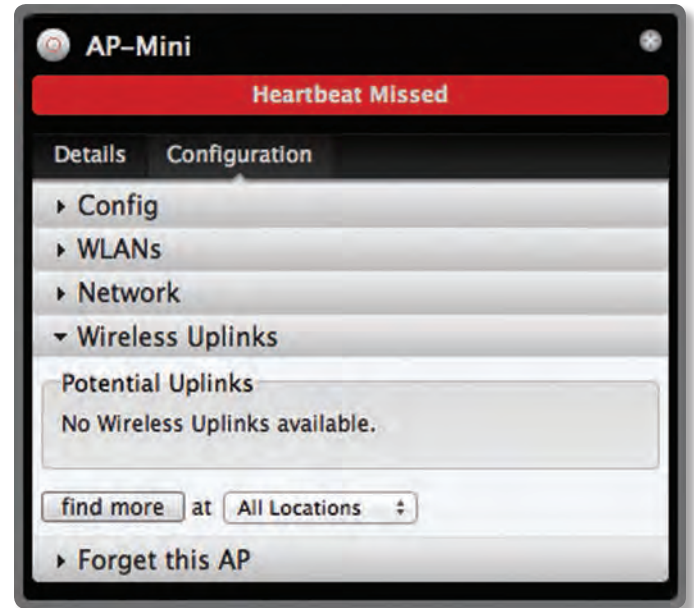 AP-Mini
Heartbeat Missed
Details Configuration
Config
WLANs
Network
Wireless Uplinks
Potential Uplinks
No Wireless Uplinks available.
find more at All Locations
Forget this AP